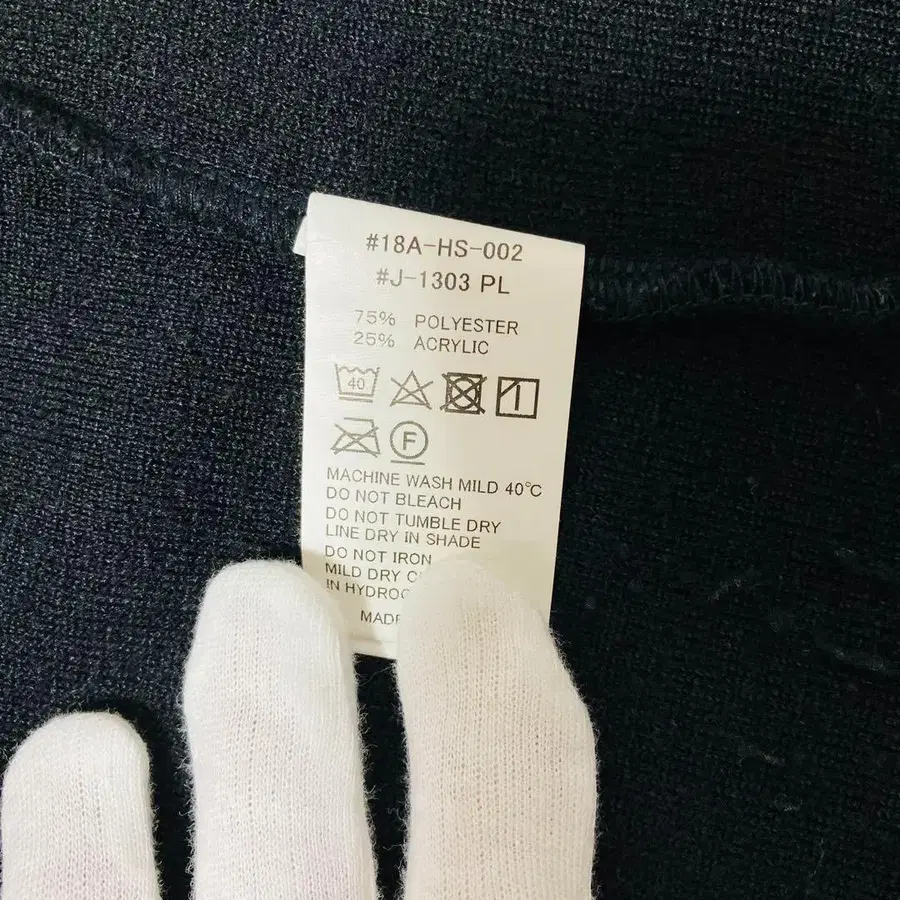 #18A-HS-002
#J-1303 PL
75% POLYESTER
25% ACRYLIC
40
F
MACHINE WASH MILD 40℃
DO NOT BLEACH
DO NOT TUMBLE DRY
LINE DRY IN SHADE
DO NOT IRON
MILD DRY
IN
MADE